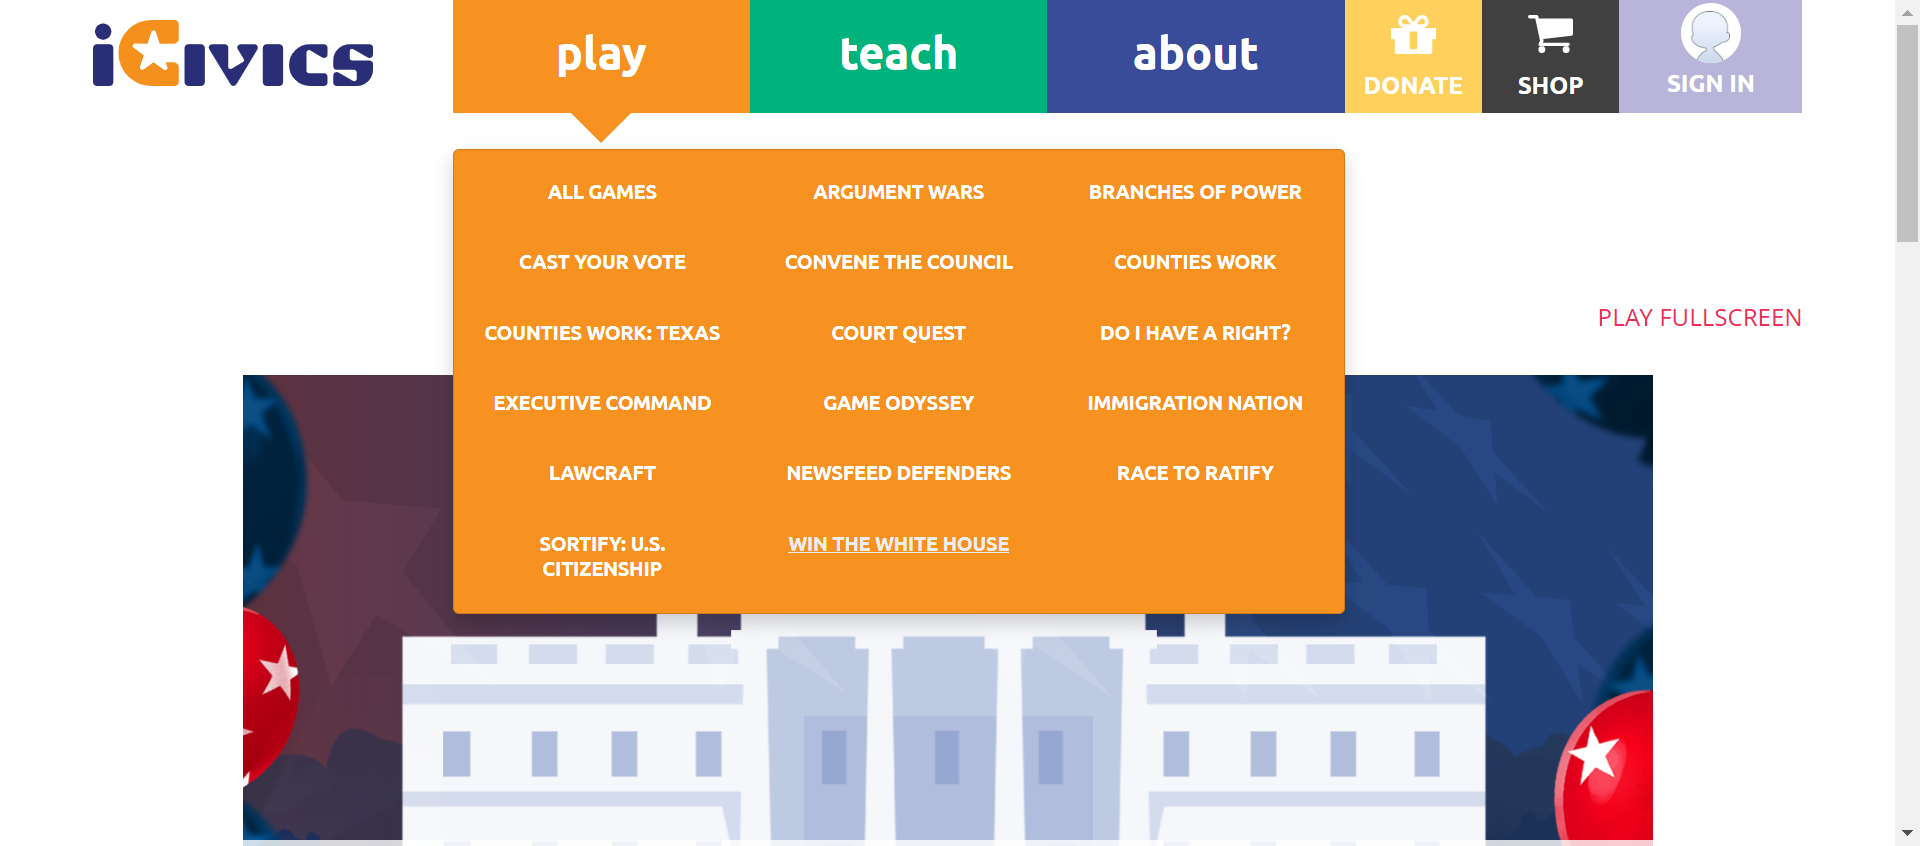 iCivics
play
teach
about
DONATE
SHOP
SIGN IN
ALL GAMES
ARGUMENT WARS
BRANCHES OF POWER
CAST YOUR VOTE
CONVENE THE COUNCIL
COUNTIES WORK
PLAY FULLSCREEN
COUNTIES WORK: TEXAS
COURT QUEST
DO I HAVE A RIGHT?
EXECUTIVE COMMAND
GAME ODYSSEY
IMMIGRATION NATION
LAWCRAFT
NEWSFEED DEFENDERS
RACE TO RATIFY
SORTIFY: U.S.
CITIZENSHIP
WIN THE WHITE HOUSE